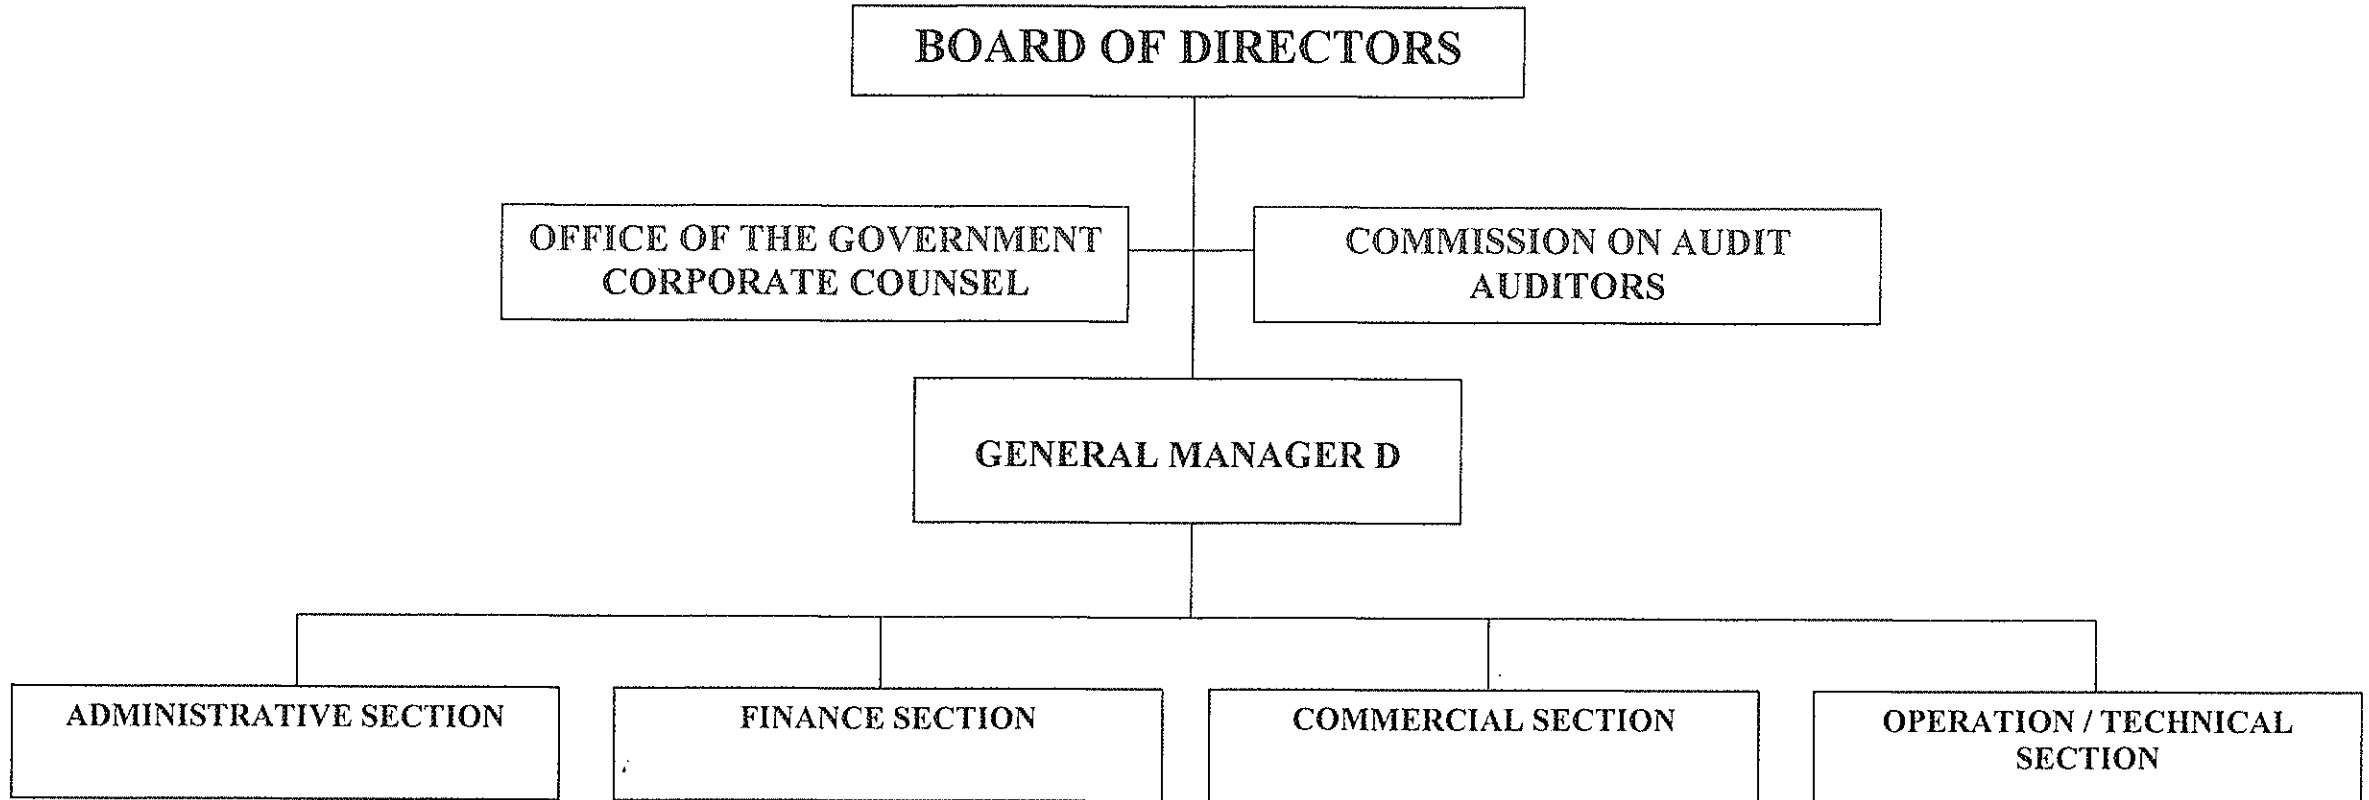 BOARD OF DIRECTORS
OFFICE OF THE GOVERNMENT
CORPORATE COUNSEL
COMMISSION ON AUDIT
AUDITORS
GENERAL MANAGER D
ADMINISTRATIVE SECTION
FINANCE SECTION
COMMERCIAL SECTION
OPERATION / TECHNICAL
SECTION